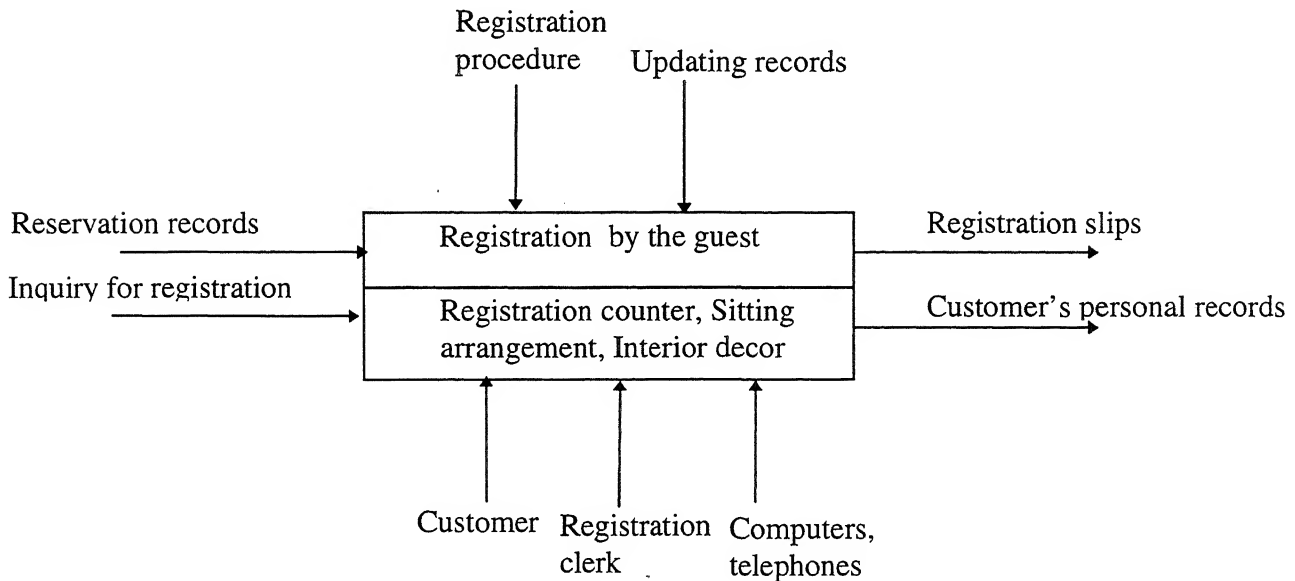 Registration
procedure
Updating records
Reservation records
Registration by the guest
Registration slips
Inquiry for registration
Registration counter, Sitting
arrangement, Interior decor
Customer's personal records
Customer
Registration
clerk
Computers,
telephones